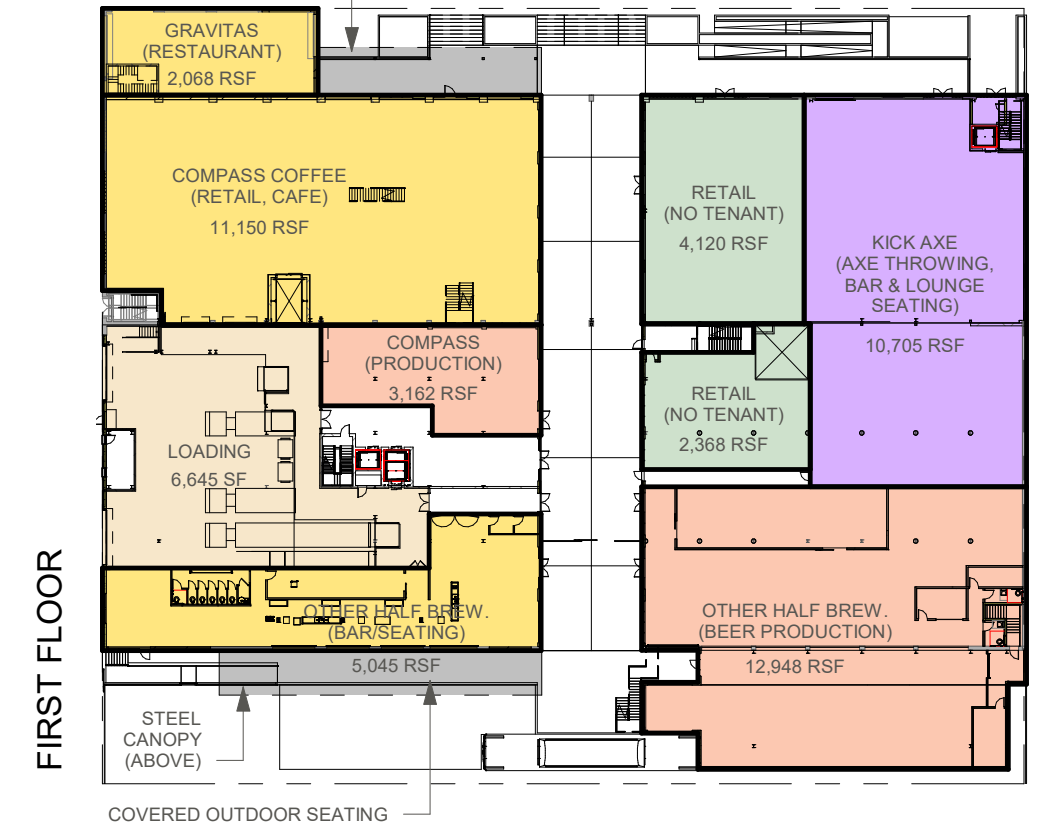 GRAVITAS
(RESTAURANT)
2,068 RSF
COMPASS COFFEE
(RETAIL, CAFE)
11,150 RSF
RETAIL
(NO TENANT)
4,120 RSF
KICK AXE
(AXE THROWING,
BAR & LOUNGE
SEATING)
10,705 RSF
COMPASS
(PRODUCTION)
3,162 RSF
RETAIL
(NO TENANT)
2,368 RSF
LOADING
6,645 SF
OTHER HALF BREW.
(BAR/SEATING)
5,045 RSF
OTHER HALF BREW.
(BEER PRODUCTION)
12,948 RSF
FIRST FLOOR
STEEL
CANOPY
(ABOVE)
COVERED OUTDOOR SEATING